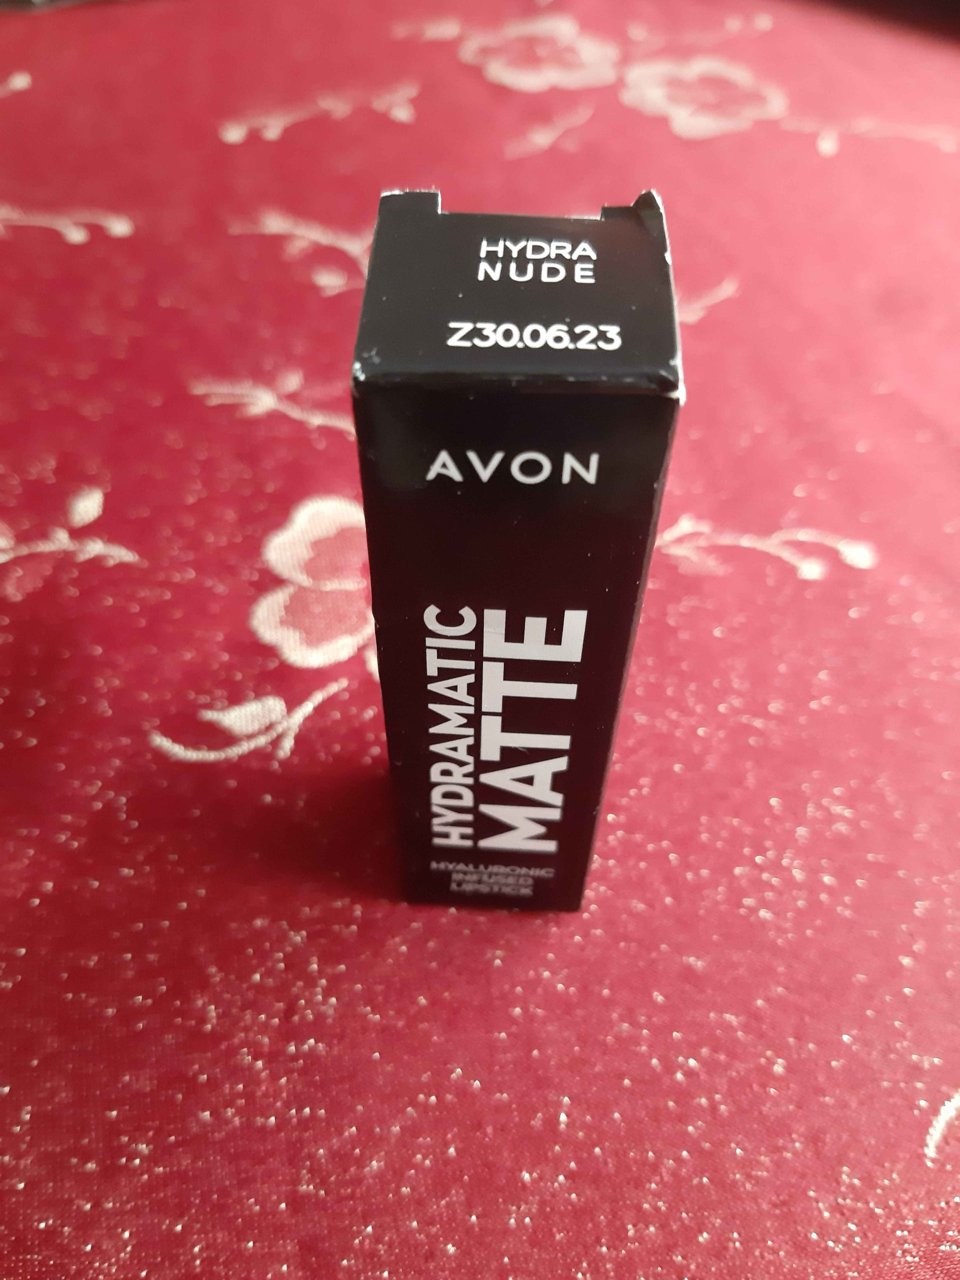 HYDRA
NUDE
Z30.06.23
AVON
HYDRAMATIC
MATTE
HYALURONIC
INFUSED
LIPSTICK